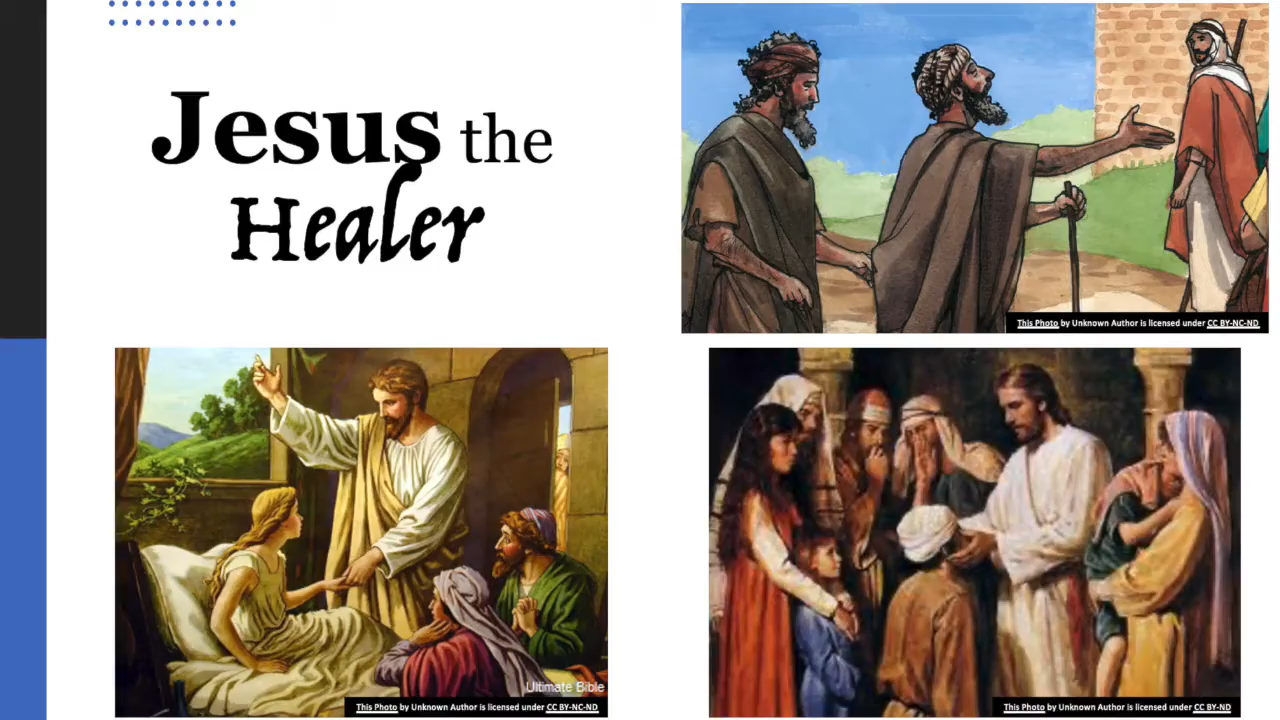 Jesus the
Healer
This Photo by Unknown Author is licensed under CC BY-NC-ND
Ultimate Bible
This Photo by Unknown Author is licensed under CC BY-NC-ND
This Photo by Unknown Author is licensed under CC BY-NC-ND